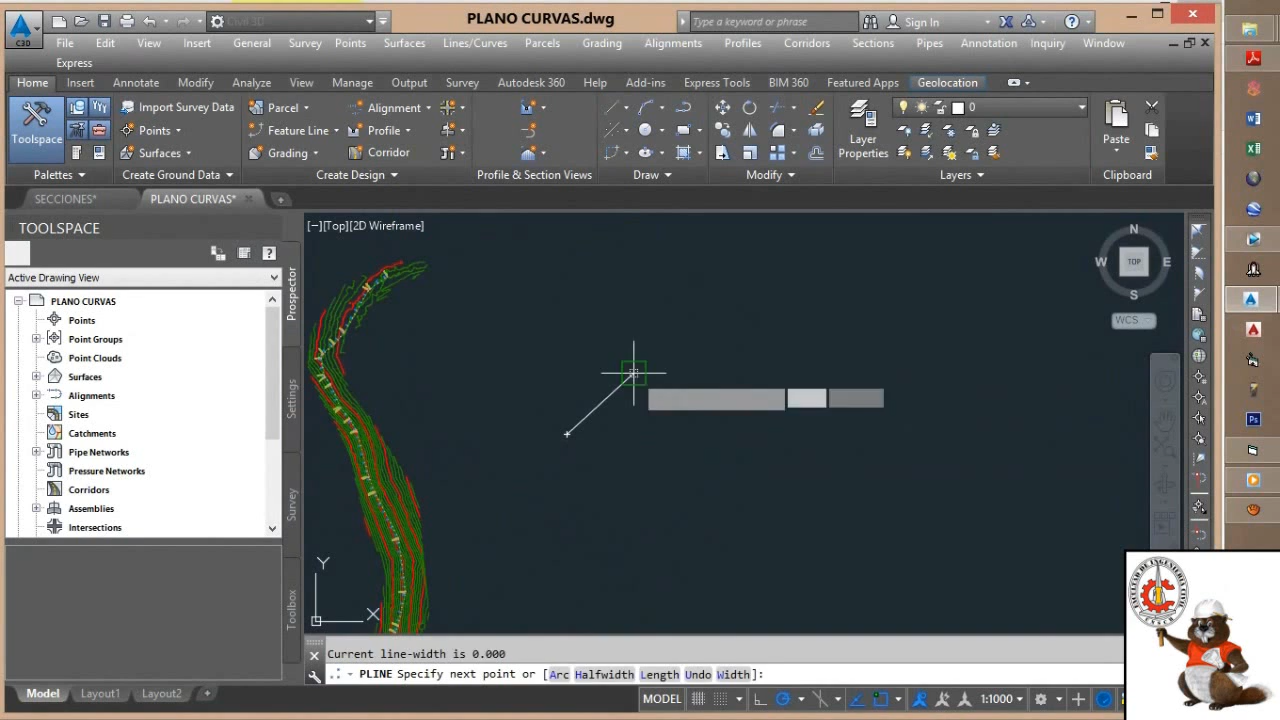 PLANO CURVAS.dwg
Civil 3D
Type a keyword or phrase
Sign In
C3D
File Edit View Insert General Survey Points Surfaces Lines/Curves Parcels Grading Alignments Profiles Corridors Sections Pipes Annotation Inquiry Window
Express
Home Insert Annotate Modify Analyze View Manage Output Survey Autodesk 360 Help Add-ins Express Tools BIM 360 Featured Apps Geolocation
Toolspace
Import Survey Data
Points
Surfaces
Parcel
Feature Line
Grading
Alignment
Profile
Corridor
Layer
Properties
0
Paste
Palettes Create Ground Data Create Design Profile & Section Views Draw Modify Layers Clipboard
SECCIONES* PLANO CURVAS*
TOOLSPACE
Active Drawing View
PLANO CURVAS
Points
Point Groups
Point Clouds
Surfaces
Alignments
Sites
Catchments
Pipe Networks
Pressure Networks
Corridors
Assemblies
Intersections
Prospector
Settings
Survey
Toolbox
[−][Top][2D Wireframe]
N
W TOP E
S
WCS
Y
X
Current line-width is 0.000
PLINE Specify next point or [Arc Halfwidth Length Undo Width]:
Model Layout1 Layout2 +
MODEL
1:1000